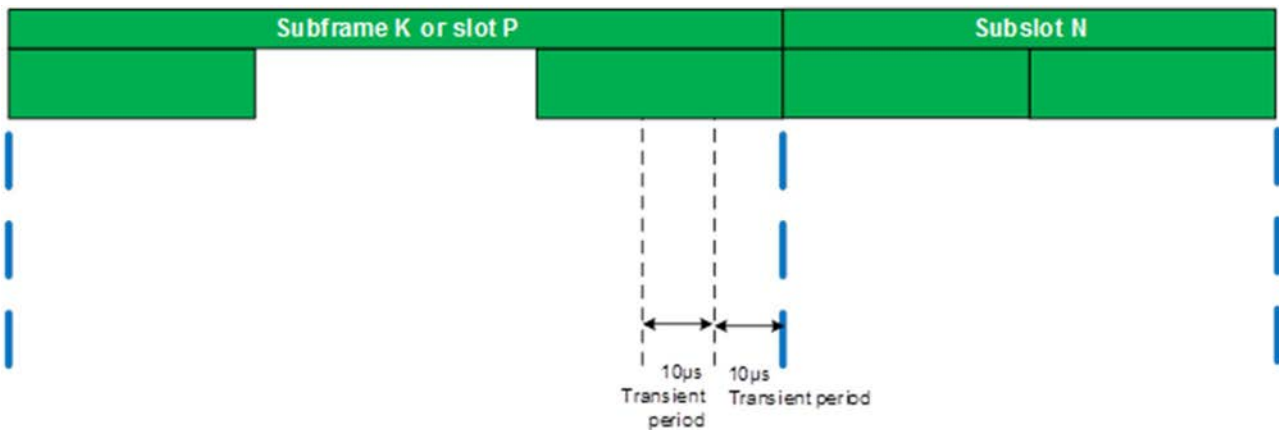 Subframe K or slot P
Subslot N
10µs
Transient
period
10µs
Transient period